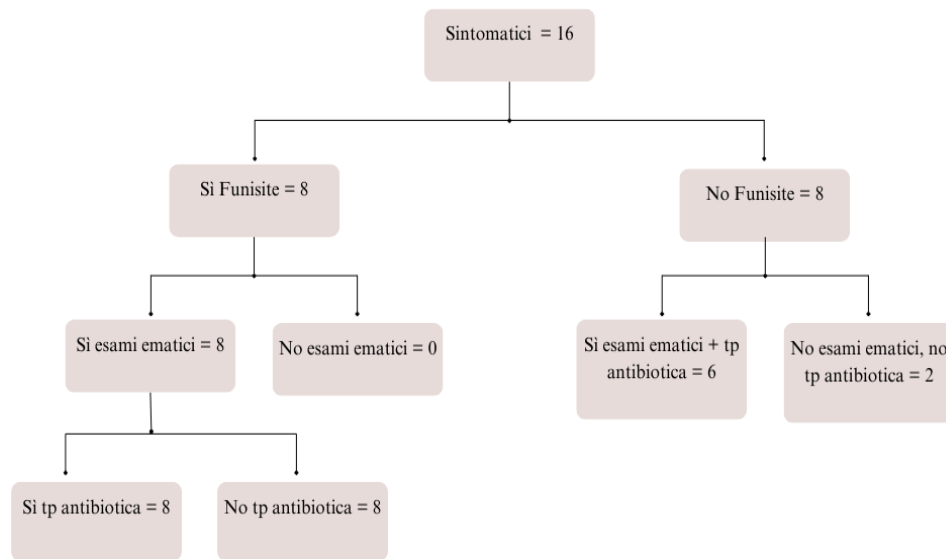 Sintomatici = 16
Sì Funisite = 8
No Funisite = 8
Sì esami ematici = 8
No esami ematici = 0
Sì esami ematici + tp
antibiotica = 6
No esami ematici, no
tp antibiotica = 2
Sì tp antibiotica = 8
No tp antibiotica = 8